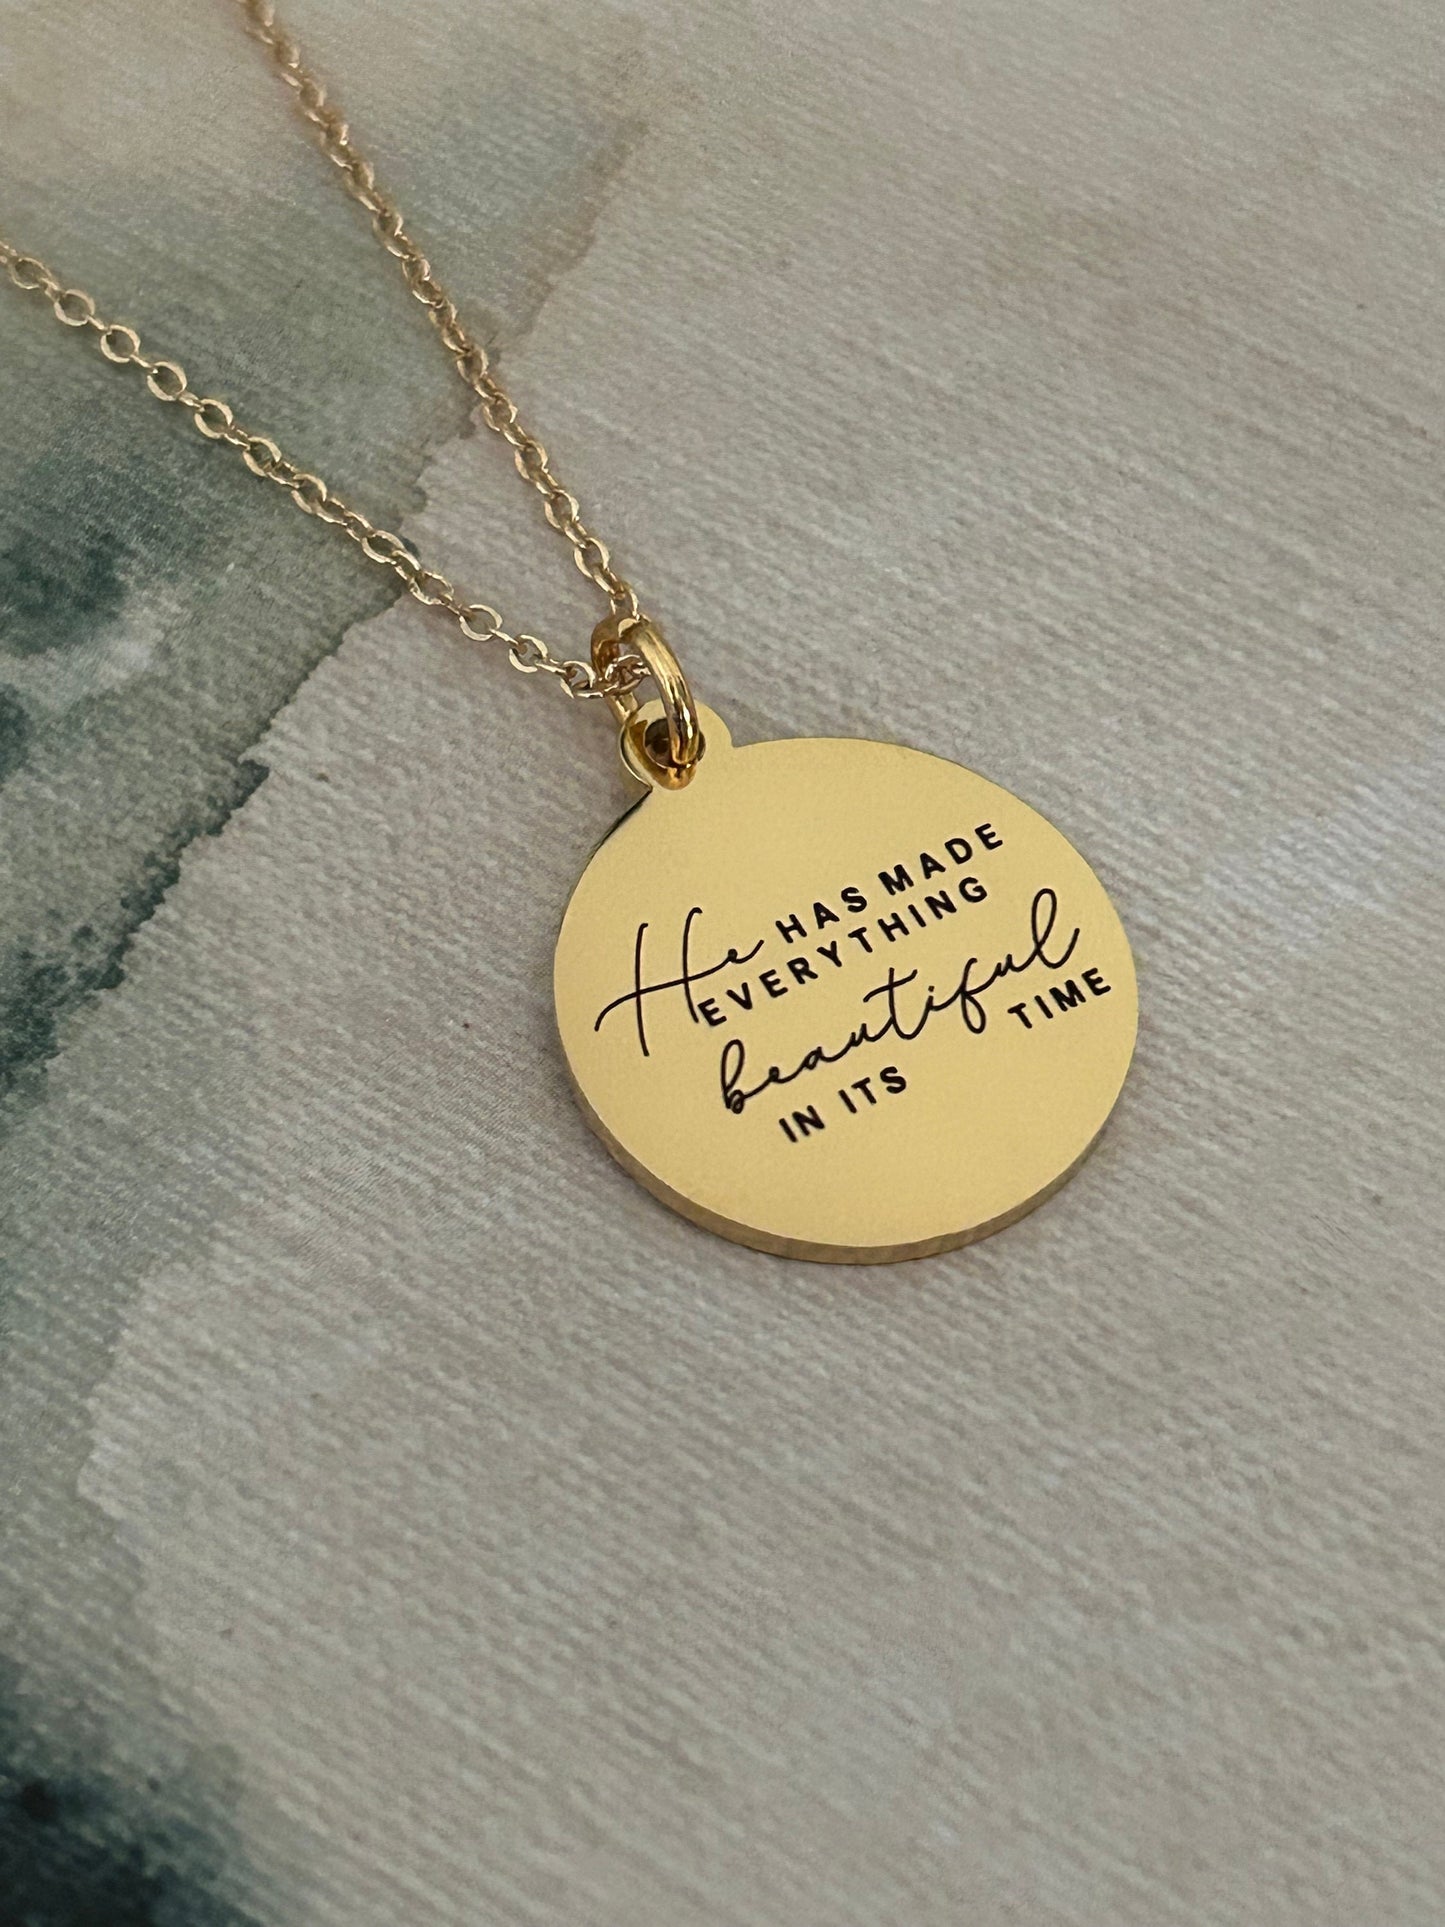 He HAS MADE
EVERYTHING
beautiful
IN ITS TIME